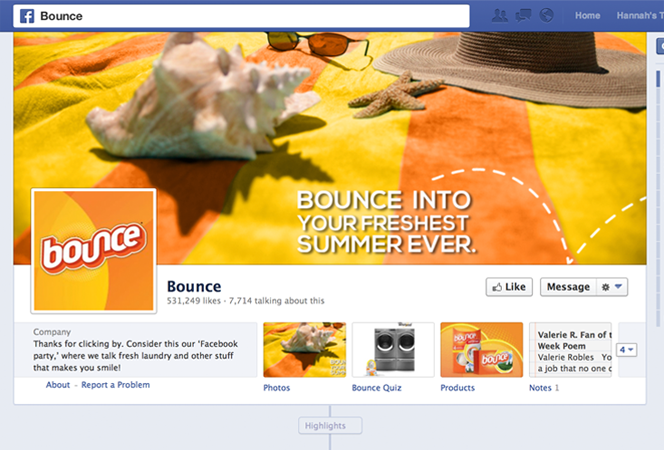 Bounce
Home Hannah's T
BOUNCE INTO
YOUR FRESHEST
SUMMER EVER.
bounce
Bounce
531,249 likes · 7,714 talking about this
Like
Message
Company
Thanks for clicking by. Consider this our 'Facebook
party,' where we talk fresh laundry and other stuff
that makes you smile!
About - Report a Problem
Photos
Bounce Quiz
bounce
Products
Valerie R. Fan of t
Week Poem
Valerie Robles Yo
a job that no one c
Notes 1
4
Highlights